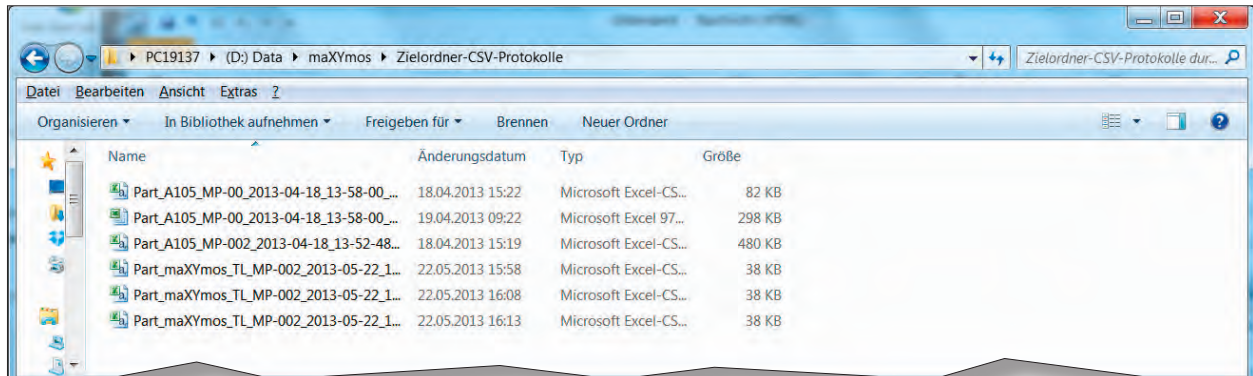 PC19137 ▸ (D:) Data ▸ maXYmos ▸ Zielordner-CSV-Protokolle
Zielordner-CSV-Protokolle dur...
Datei Bearbeiten Ansicht Extras ?
Organisieren In Bibliothek aufnehmen Freigeben für Brennen Neuer Ordner
Name Änderungsdatum Typ Größe
Part_A105_MP-00_2013-04-18_13-58-00_... 18.04.2013 15:22 Microsoft Excel-CS... 82 KB
Part_A105_MP-00_2013-04-18_13-58-00_... 19.04.2013 09:22 Microsoft Excel 97... 298 KB
Part_A105_MP-002_2013-04-18_13-52-48... 18.04.2013 15:19 Microsoft Excel-CS... 480 KB
Part_maXYmos_TL_MP-002_2013-05-22_1... 22.05.2013 15:58 Microsoft Excel-CS... 38 KB
Part_maXYmos_TL_MP-002_2013-05-22_1... 22.05.2013 16:08 Microsoft Excel-CS... 38 KB
Part_maXYmos_TL_MP-002_2013-05-22_1... 22.05.2013 16:13 Microsoft Excel-CS... 38 KB